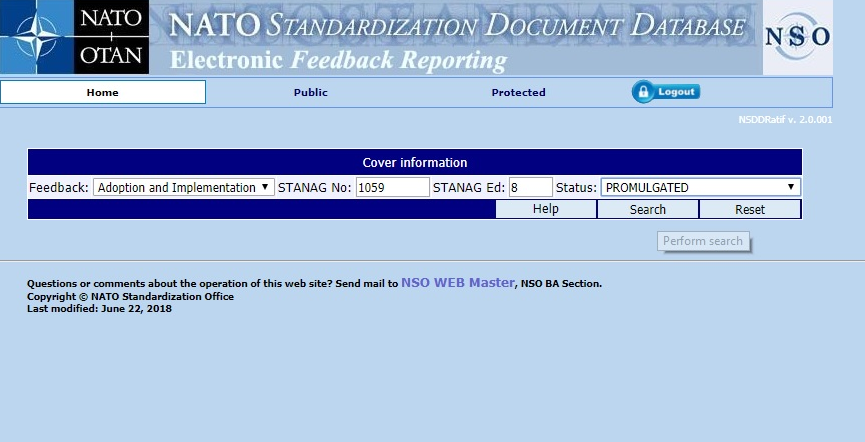 NATO
OTAN
NATO STANDARDIZATION DOCUMENT DATABASE
Electronic Feedback Reporting
NSO
Home Public Protected Logout
NSDDRatif v. 2.0.001
Cover information
Feedback: Adoption and Implementation STANAG No: 1059 STANAG Ed: 8 Status: PROMULGATED
Help Search Reset
Perform search
Questions or comments about the operation of this web site? Send mail to NSO WEB Master, NSO BA Section.
Copyright © NATO Standardization Office
Last modified: June 22, 2018